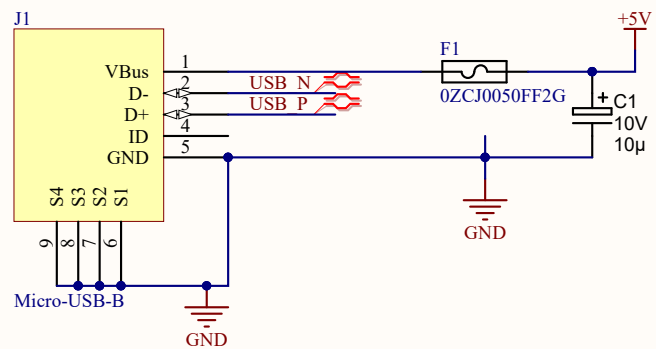 J1
+5V
F1
VBus 1
USB_N
D- 2
0ZCJ0050FF2G
USB_P
D+ 3
C1
10V
10µ
ID 4
GND 5
S4 S3 S2 S1
9 8 7 6
GND
Micro-USB-B
GND